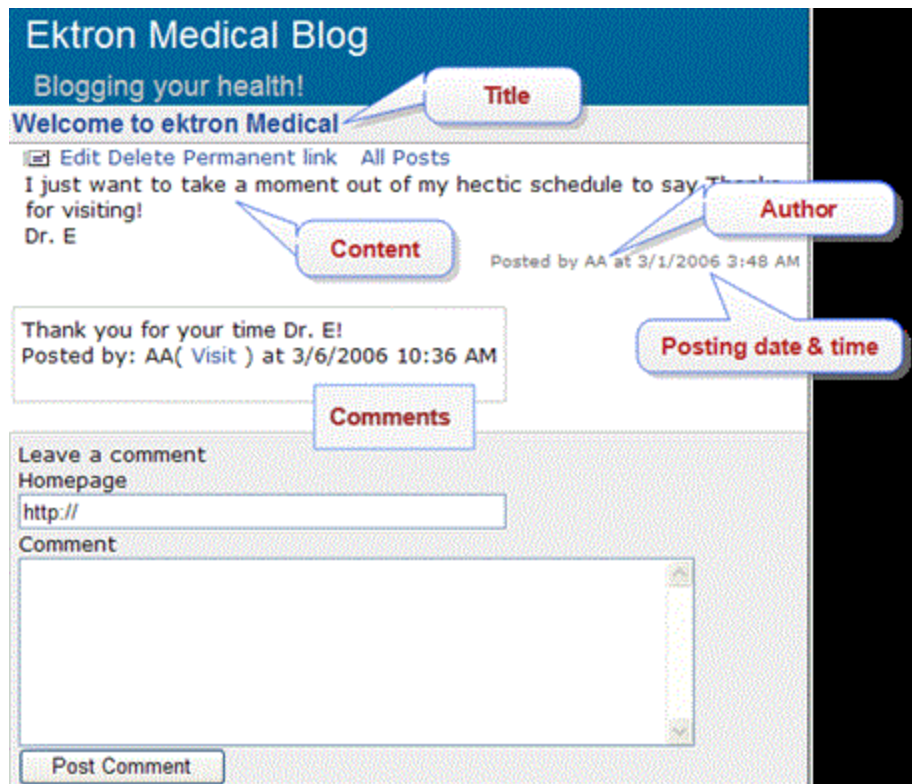 Ektron Medical Blog
Blogging your health!
Title
Welcome to ektron Medical
Edit Delete Permanent link All Posts
I just want to take a moment out of my hectic schedule to say Thanks
for visiting!
Author
Dr. E
Content
Posted by AA at 3/1/2006 3:48 AM
Thank you for your time Dr. E!
Posted by: AA( Visit ) at 3/6/2006 10:36 AM
Posting date & time
Comments
Leave a comment
Homepage
http://
Comment
Post Comment